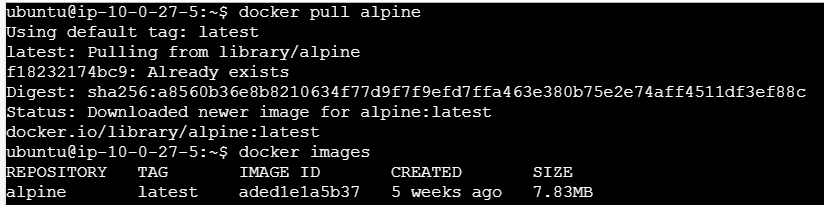 ubuntu@ip-10-0-27-5:~$ docker pull alpine
Using default tag: latest
latest: Pulling from library/alpine
f18232174bc9: Already exists
Digest: sha256:a8560b36e8b8210634f77d9f7f9efd7ffa463e380b75e2e74aff4511df3ef88c
Status: Downloaded newer image for alpine:latest
docker.io/library/alpine:latest
ubuntu@ip-10-0-27-5:~$ docker images
REPOSITORY   TAG       IMAGE ID       CREATED       SIZE
alpine       latest    aded1e1a5b37   5 weeks ago   7.83MB